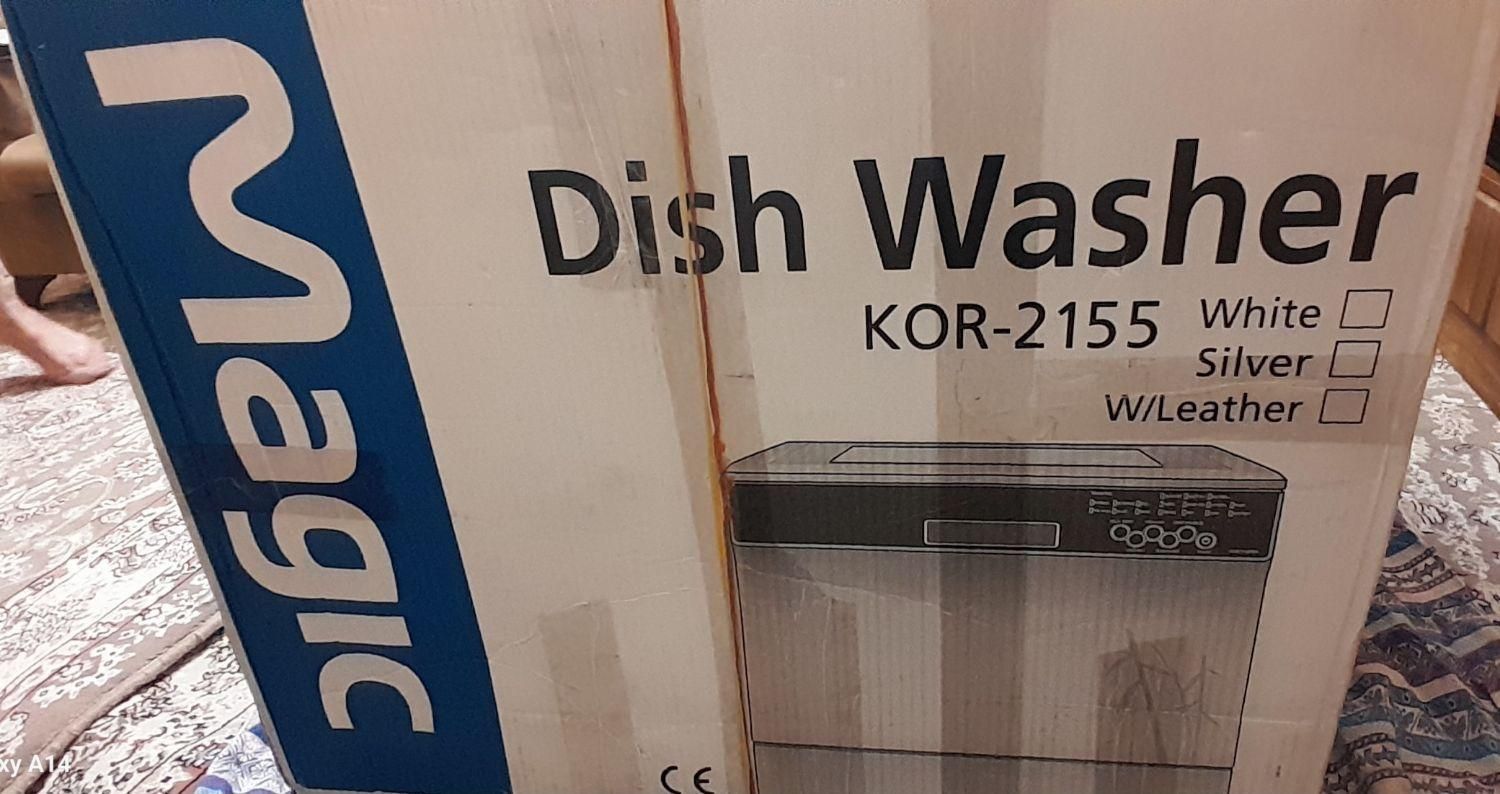 Magic
Dish Washer
KOR-2155
White
Silver
W/Leather
CE
xy A14